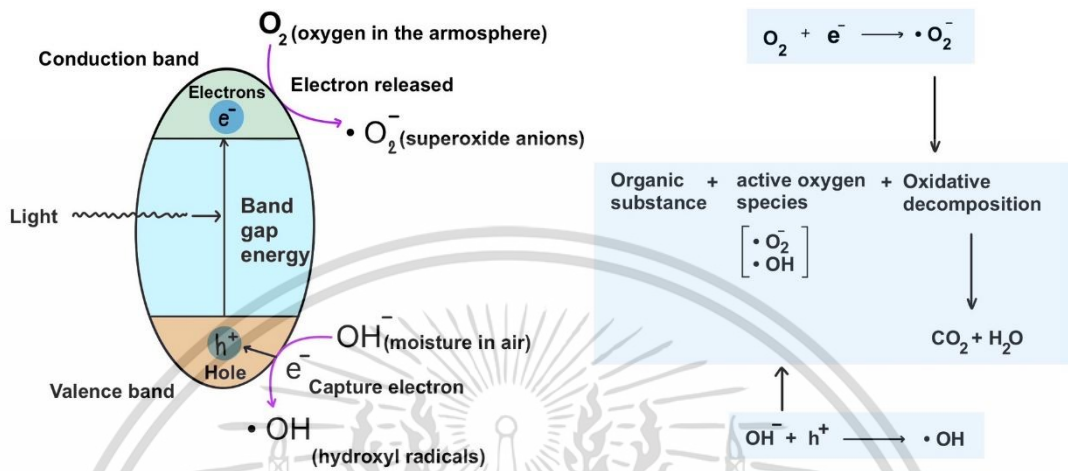 O₂ (oxygen in the armosphere)
Conduction band
Electrons
e⁻
Electron released
• O₂⁻ (superoxide anions)
Light
Band
gap
energy
h⁺
Hole
Valence band
OH⁻ (moisture in air)
e⁻
Capture electron
• OH
(hydroxyl radicals)
O₂ + e⁻ → • O₂⁻
Organic + active oxygen + Oxidative
substance species decomposition
[• O₂⁻
• OH]
CO₂ + H₂O
OH⁻ + h⁺ → • OH